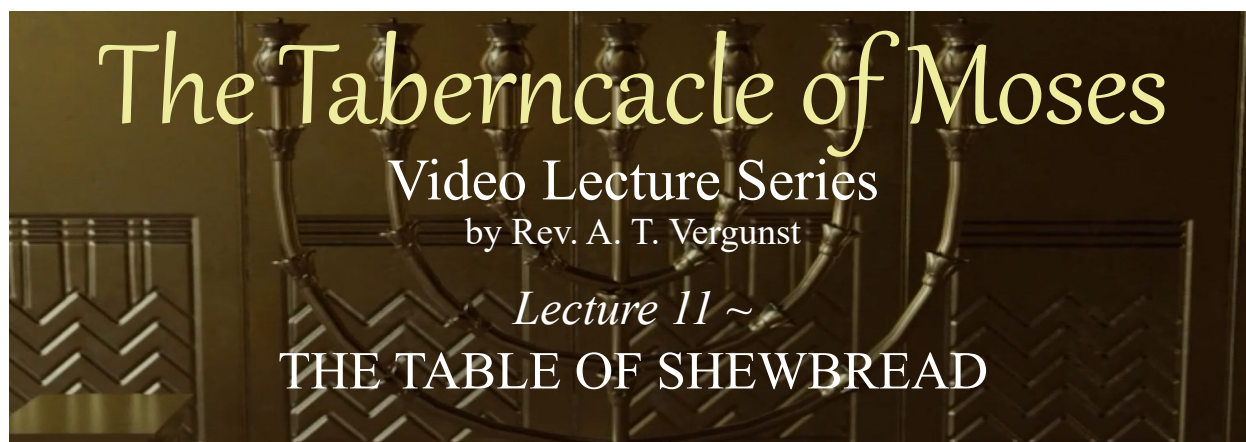 The Taberncacle of Moses
Video Lecture Series
by Rev. A. T. Vergunst
Lecture 11 ~
THE TABLE OF SHEWBREAD